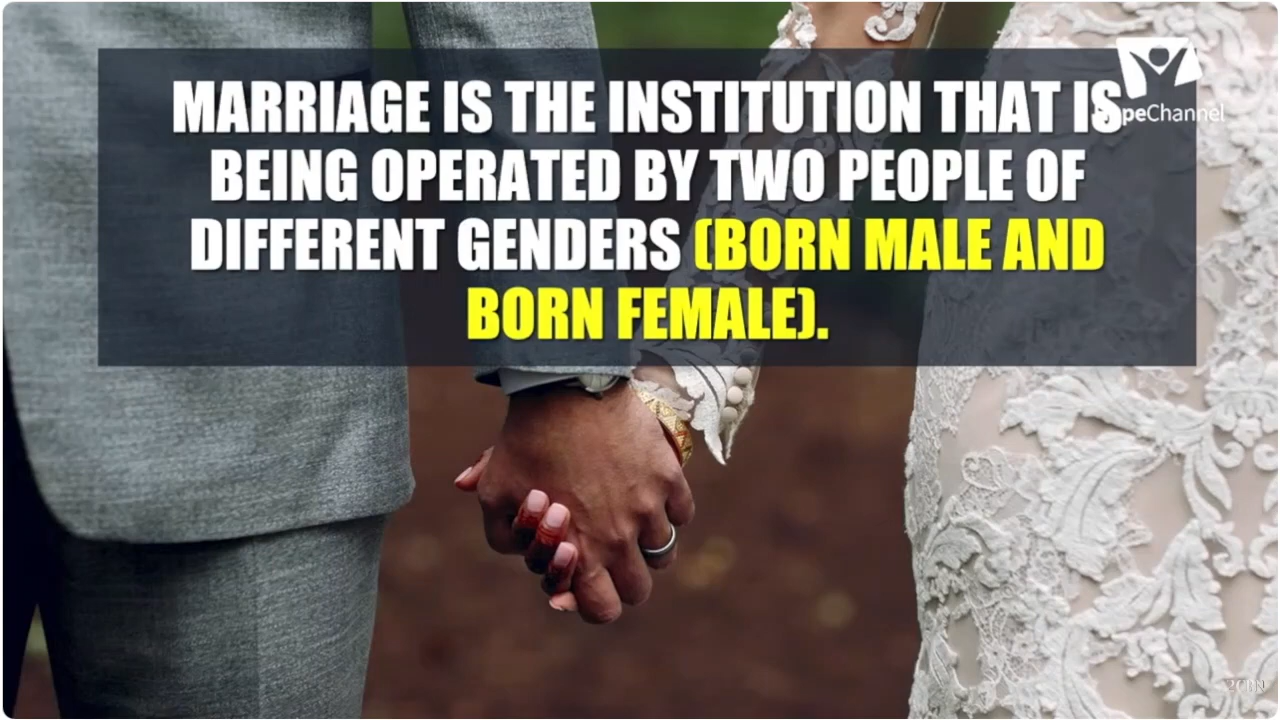 MARRIAGE IS THE INSTITUTION THAT IS
BEING OPERATED BY TWO PEOPLE OF
DIFFERENT GENDERS (BORN MALE AND
BORN FEMALE).